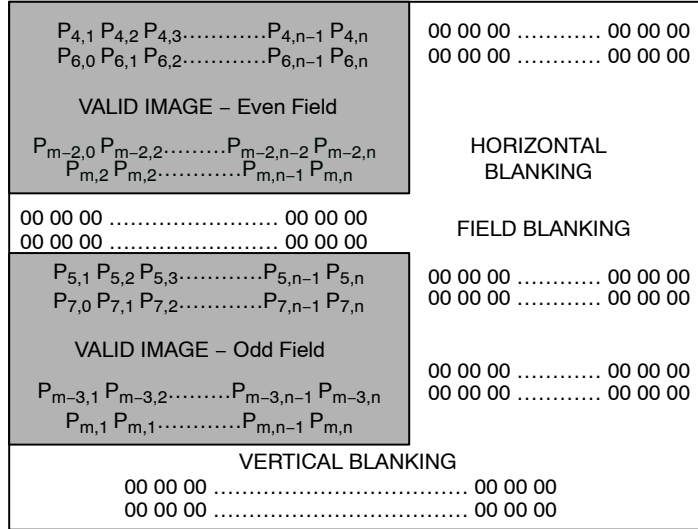 P4,1 P4,2 P4,3............P4,n−1 P4,n 00 00 00 ………… 00 00 00
P6,0 P6,1 P6,2............P6,n−1 P6,n 00 00 00 ………… 00 00 00
VALID IMAGE − Even Field
Pm−2,0 Pm−2,2.........Pm−2,n−2 Pm−2,n
Pm,2 Pm,2............Pm,n−1 Pm,n
HORIZONTAL
BLANKING
00 00 00 ........................ 00 00 00
00 00 00 ........................ 00 00 00
FIELD BLANKING
P5,1 P5,2 P5,3............P5,n−1 P5,n 00 00 00 ………… 00 00 00
P7,0 P7,1 P7,2............P7,n−1 P7,n 00 00 00 ………… 00 00 00
VALID IMAGE − Odd Field
00 00 00 ………… 00 00 00
00 00 00 ………… 00 00 00
Pm−3,1 Pm−3,2.........Pm−3,n−1 Pm−3,n
Pm,1 Pm,1............Pm,n−1 Pm,n
VERTICAL BLANKING
00 00 00 .................................... 00 00 00
00 00 00 .................................... 00 00 00